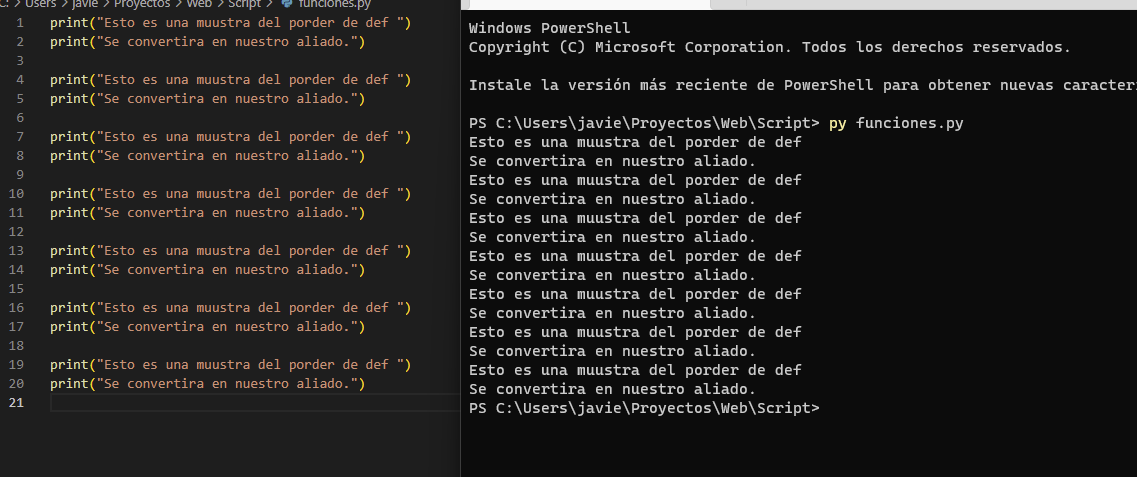 C: > Users > javie > Proyectos > Web > Script > funciones.py
1 print("Esto es una muustra del porder de def ")
2 print("Se convertira en nuestro aliado.")
3
4 print("Esto es una muustra del porder de def ")
5 print("Se convertira en nuestro aliado.")
6
7 print("Esto es una muustra del porder de def ")
8 print("Se convertira en nuestro aliado.")
9
10 print("Esto es una muustra del porder de def ")
11 print("Se convertira en nuestro aliado.")
12
13 print("Esto es una muustra del porder de def ")
14 print("Se convertira en nuestro aliado.")
15
16 print("Esto es una muustra del porder de def ")
17 print("Se convertira en nuestro aliado.")
18
19 print("Esto es una muustra del porder de def ")
20 print("Se convertira en nuestro aliado.")
21
Windows PowerShell
Copyright (C) Microsoft Corporation. Todos los derechos reservados.
Instale la versión más reciente de PowerShell para obtener nuevas caracterí
PS C:\Users\javie\Proyectos\Web\Script> py funciones.py
Esto es una muustra del porder de def
Se convertira en nuestro aliado.
Esto es una muustra del porder de def
Se convertira en nuestro aliado.
Esto es una muustra del porder de def
Se convertira en nuestro aliado.
Esto es una muustra del porder de def
Se convertira en nuestro aliado.
Esto es una muustra del porder de def
Se convertira en nuestro aliado.
Esto es una muustra del porder de def
Se convertira en nuestro aliado.
Esto es una muustra del porder de def
Se convertira en nuestro aliado.
PS C:\Users\javie\Proyectos\Web\Script>